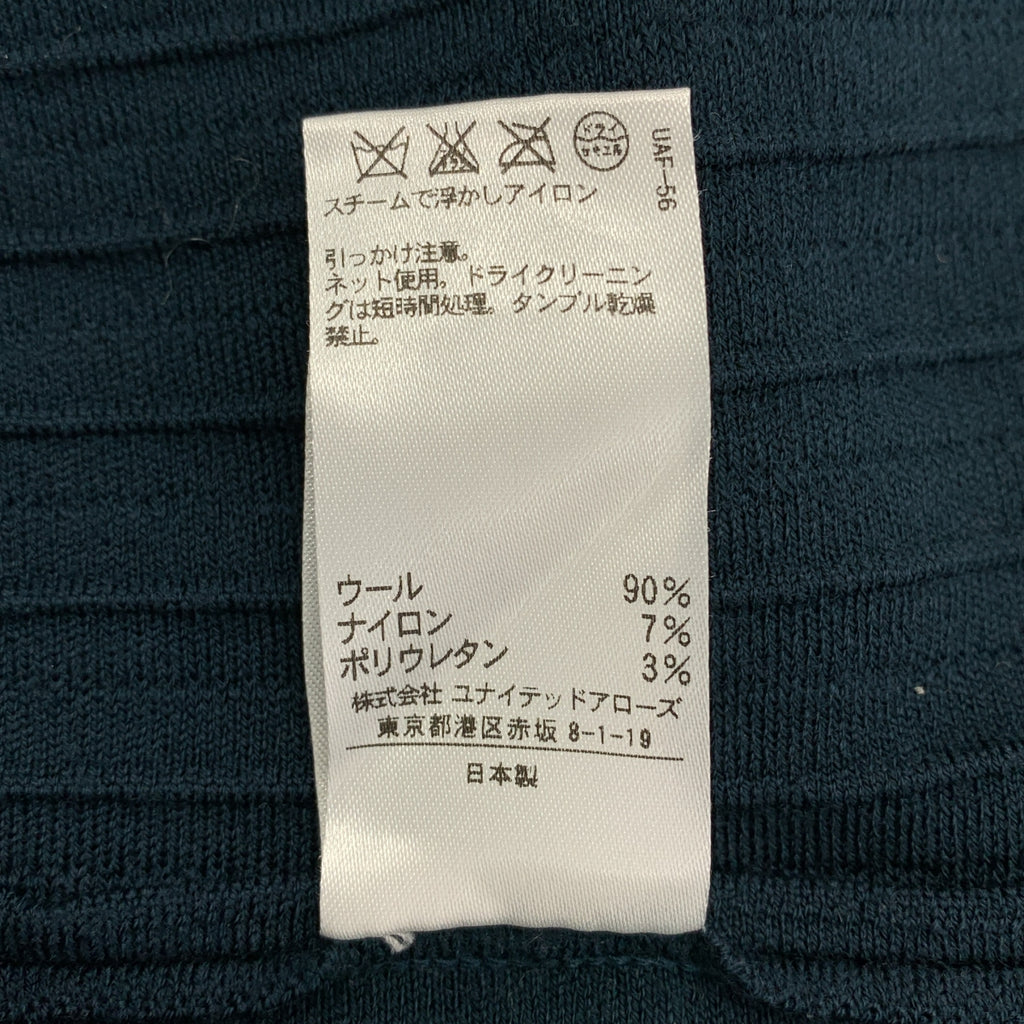 ドライ
セキユ系
UAF-56
スチームで浮かしアイロン
引っかけ注意。
ネット使用。ドライクリーニン
グは短時間処理。タンブル乾燥
禁止。
ウール 90%
ナイロン 7%
ポリウレタン 3%
株式会社 ユナイテッドアローズ
東京都港区赤坂 8-1-19
日本製